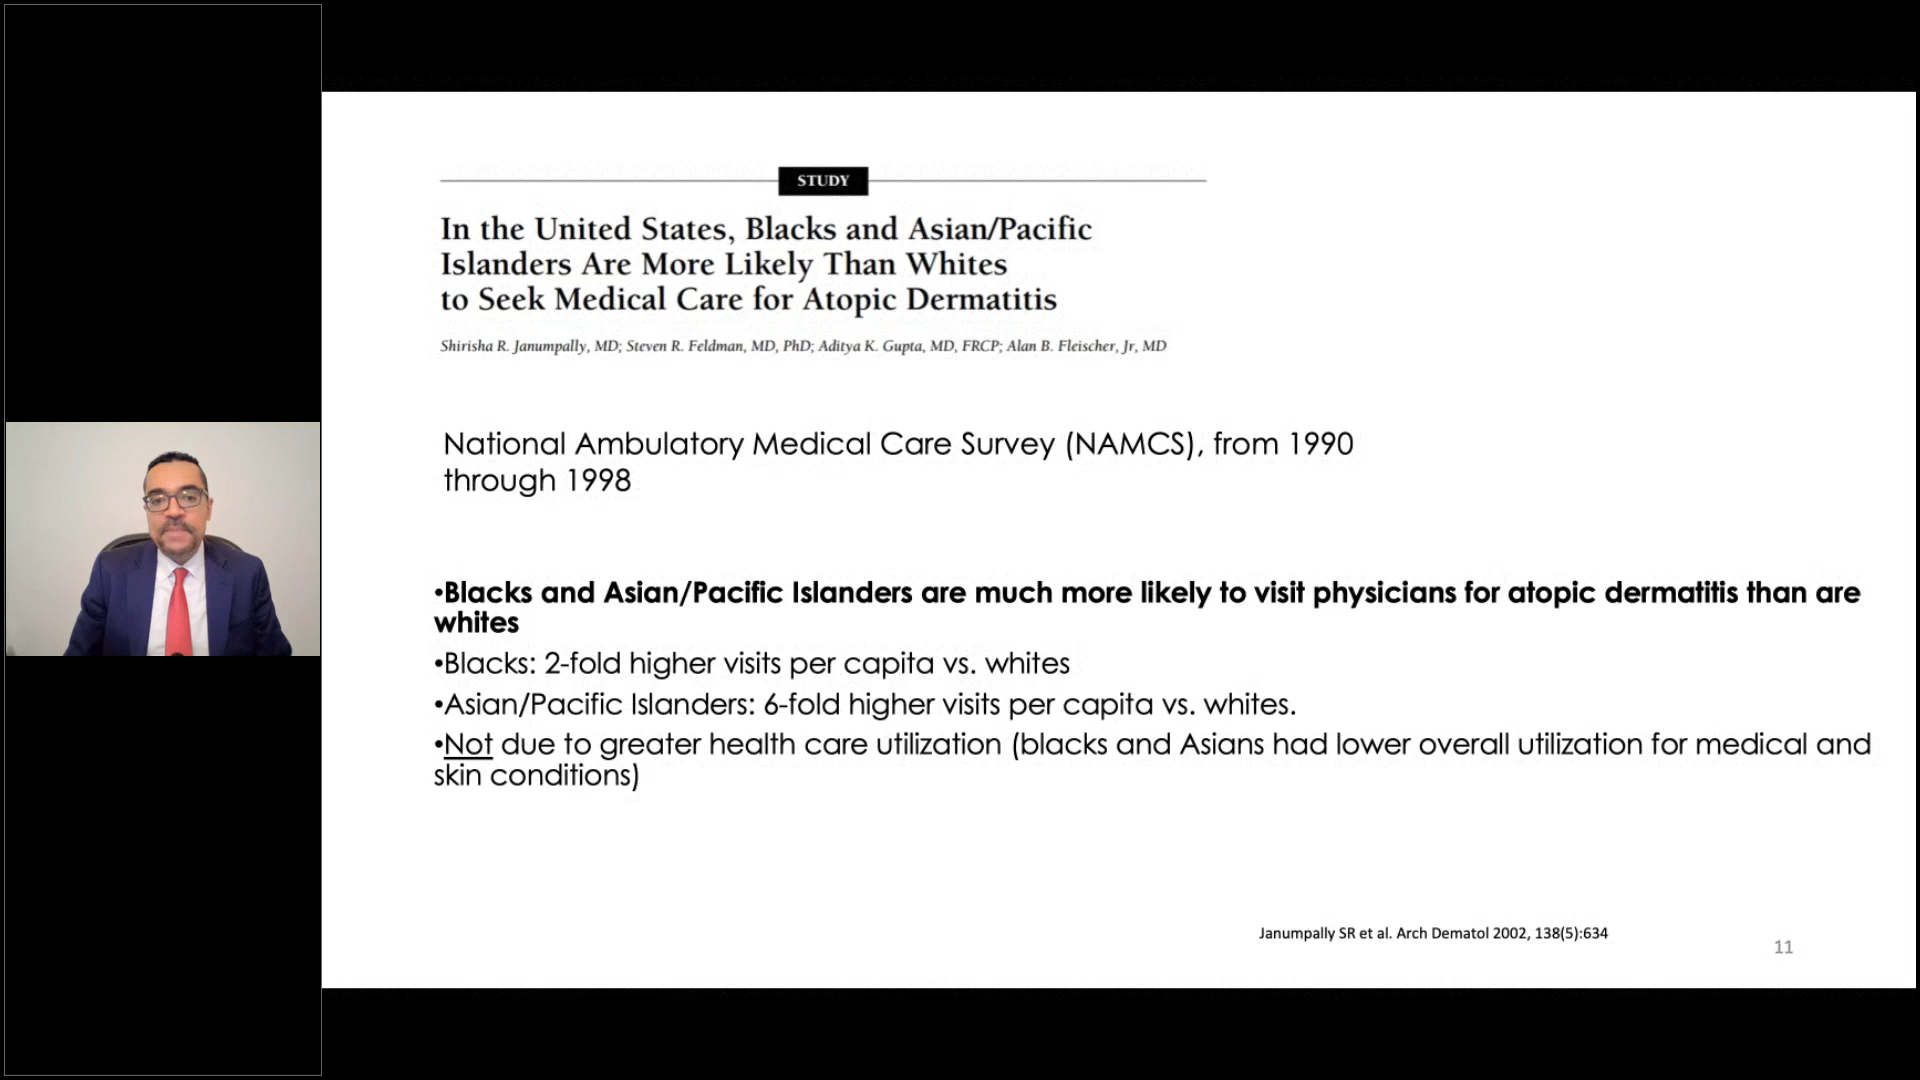 STUDY
In the United States, Blacks and Asian/Pacific
Islanders Are More Likely Than Whites
to Seek Medical Care for Atopic Dermatitis
Shirisha R. Janumpally, MD; Steven R. Feldman, MD, PhD; Aditya K. Gupta, MD, FRCP; Alan B. Fleischer, Jr, MD
National Ambulatory Medical Care Survey (NAMCS), from 1990
through 1998
•Blacks and Asian/Pacific Islanders are much more likely to visit physicians for atopic dermatitis than are
whites
•Blacks: 2-fold higher visits per capita vs. whites
•Asian/Pacific Islanders: 6-fold higher visits per capita vs. whites.
•Not due to greater health care utilization (blacks and Asians had lower overall utilization for medical and
skin conditions)
Janumpally SR et al. Arch Dematol 2002, 138(5):634
11